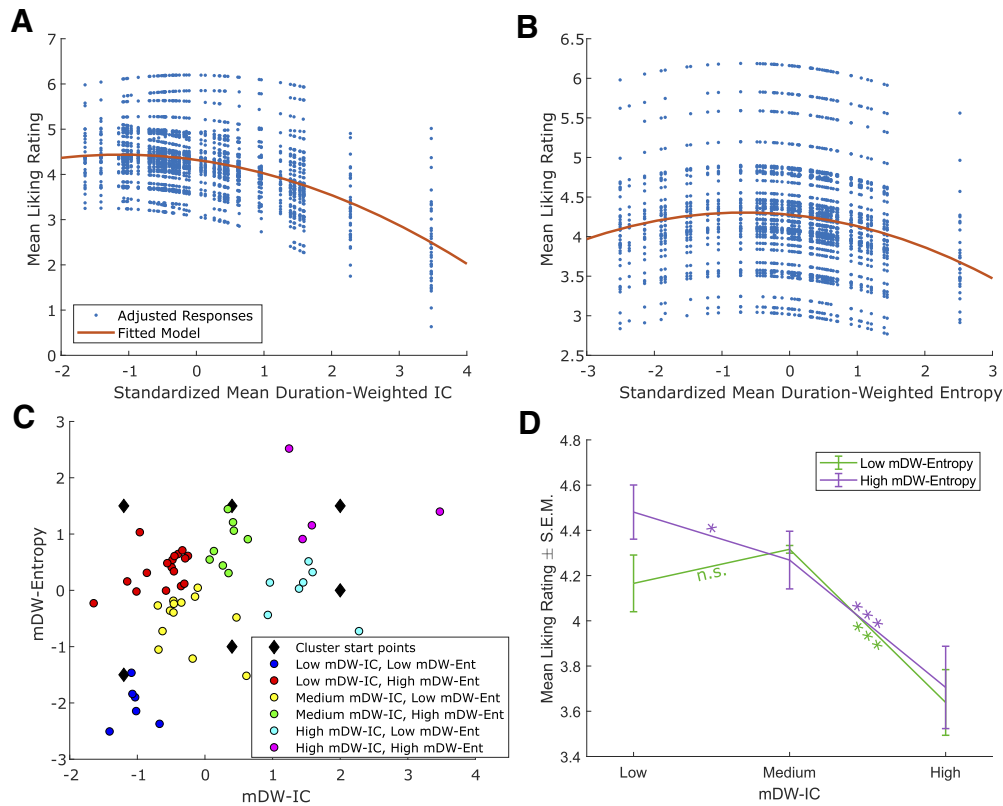 A
7
6
5
4
3
2
1
0
Mean Liking Rating
Adjusted Responses
Fitted Model
-2 -1 0 1 2 3 4
Standardized Mean Duration-Weighted IC
B
6.5
6
5.5
5
4.5
4
3.5
3
2.5
Mean Liking Rating
-3 -2 -1 0 1 2 3
Standardized Mean Duration-Weighted Entropy
C
3
2
1
0
-1
-2
-3
mDW-Entropy
Cluster start points
Low mDW-IC, Low mDW-Ent
Low mDW-IC, High mDW-Ent
Medium mDW-IC, Low mDW-Ent
Medium mDW-IC, High mDW-Ent
High mDW-IC, Low mDW-Ent
High mDW-IC, High mDW-Ent
-2 -1 0 1 2 3 4
mDW-IC
D
4.8
4.6
4.4
4.2
4
3.8
3.6
3.4
Mean Liking Rating ± S.E.M.
Low mDW-Entropy
High mDW-Entropy
*
n.s.
***
***
Low Medium High
mDW-IC